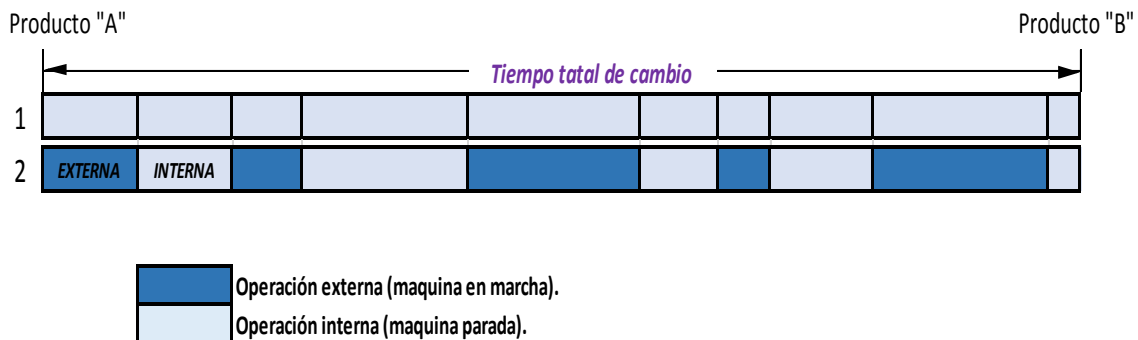 Producto "A"
Producto "B"
Tiempo tatal de cambio
1
2
EXTERNA
INTERNA
Operación externa (maquina en marcha).
Operación interna (maquina parada).